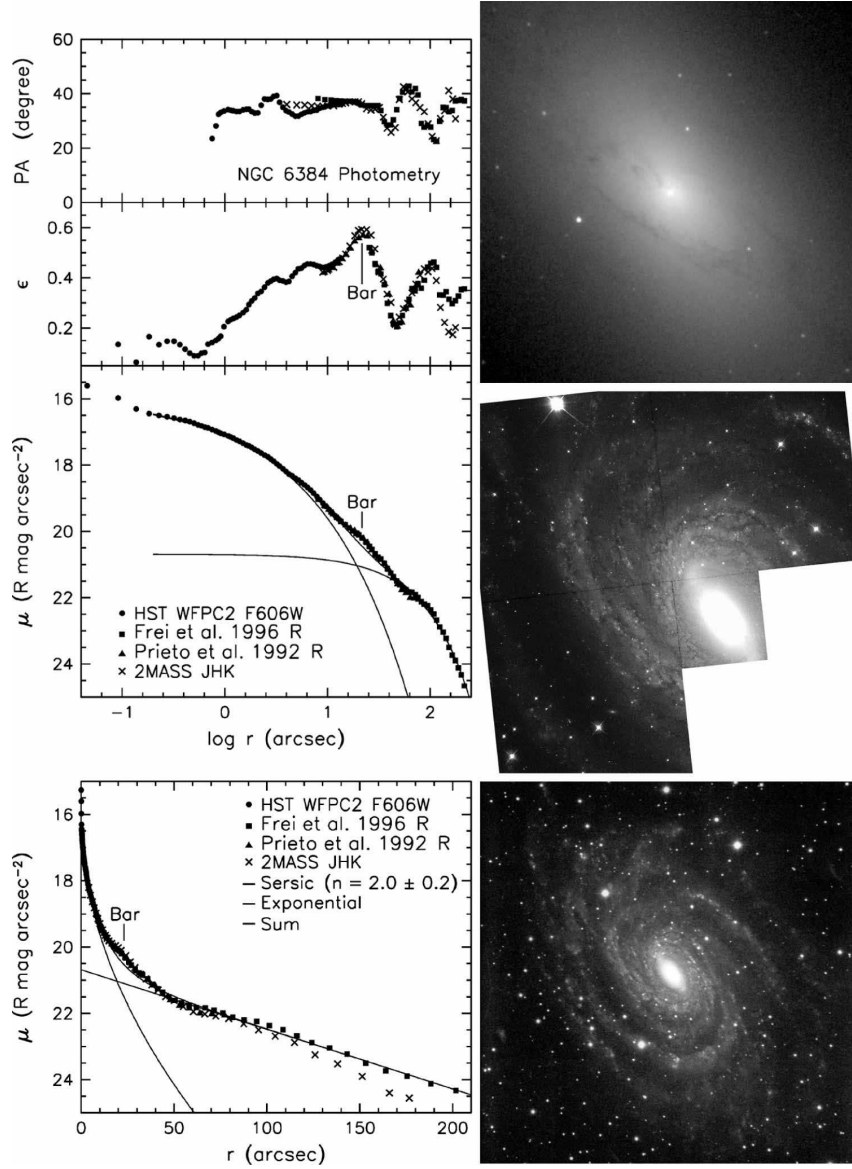 60
40
20
0
PA (degree)
NGC 6384 Photometry
0.6
0.4
0.2
ϵ
Bar
16
18
20
22
24
μ (R mag arcsec⁻²)
Bar
HST WFPC2 F606W
Frei et al. 1996 R
Prieto et al. 1992 R
2MASS JHK
−1 0 1 2
log r (arcsec)
16
18
20
22
24
μ (R mag arcsec⁻²)
HST WFPC2 F606W
Frei et al. 1996 R
Prieto et al. 1992 R
2MASS JHK
Sersic (n = 2.0 ± 0.2)
Exponential
Sum
Bar
0 50 100 150 200
r (arcsec)